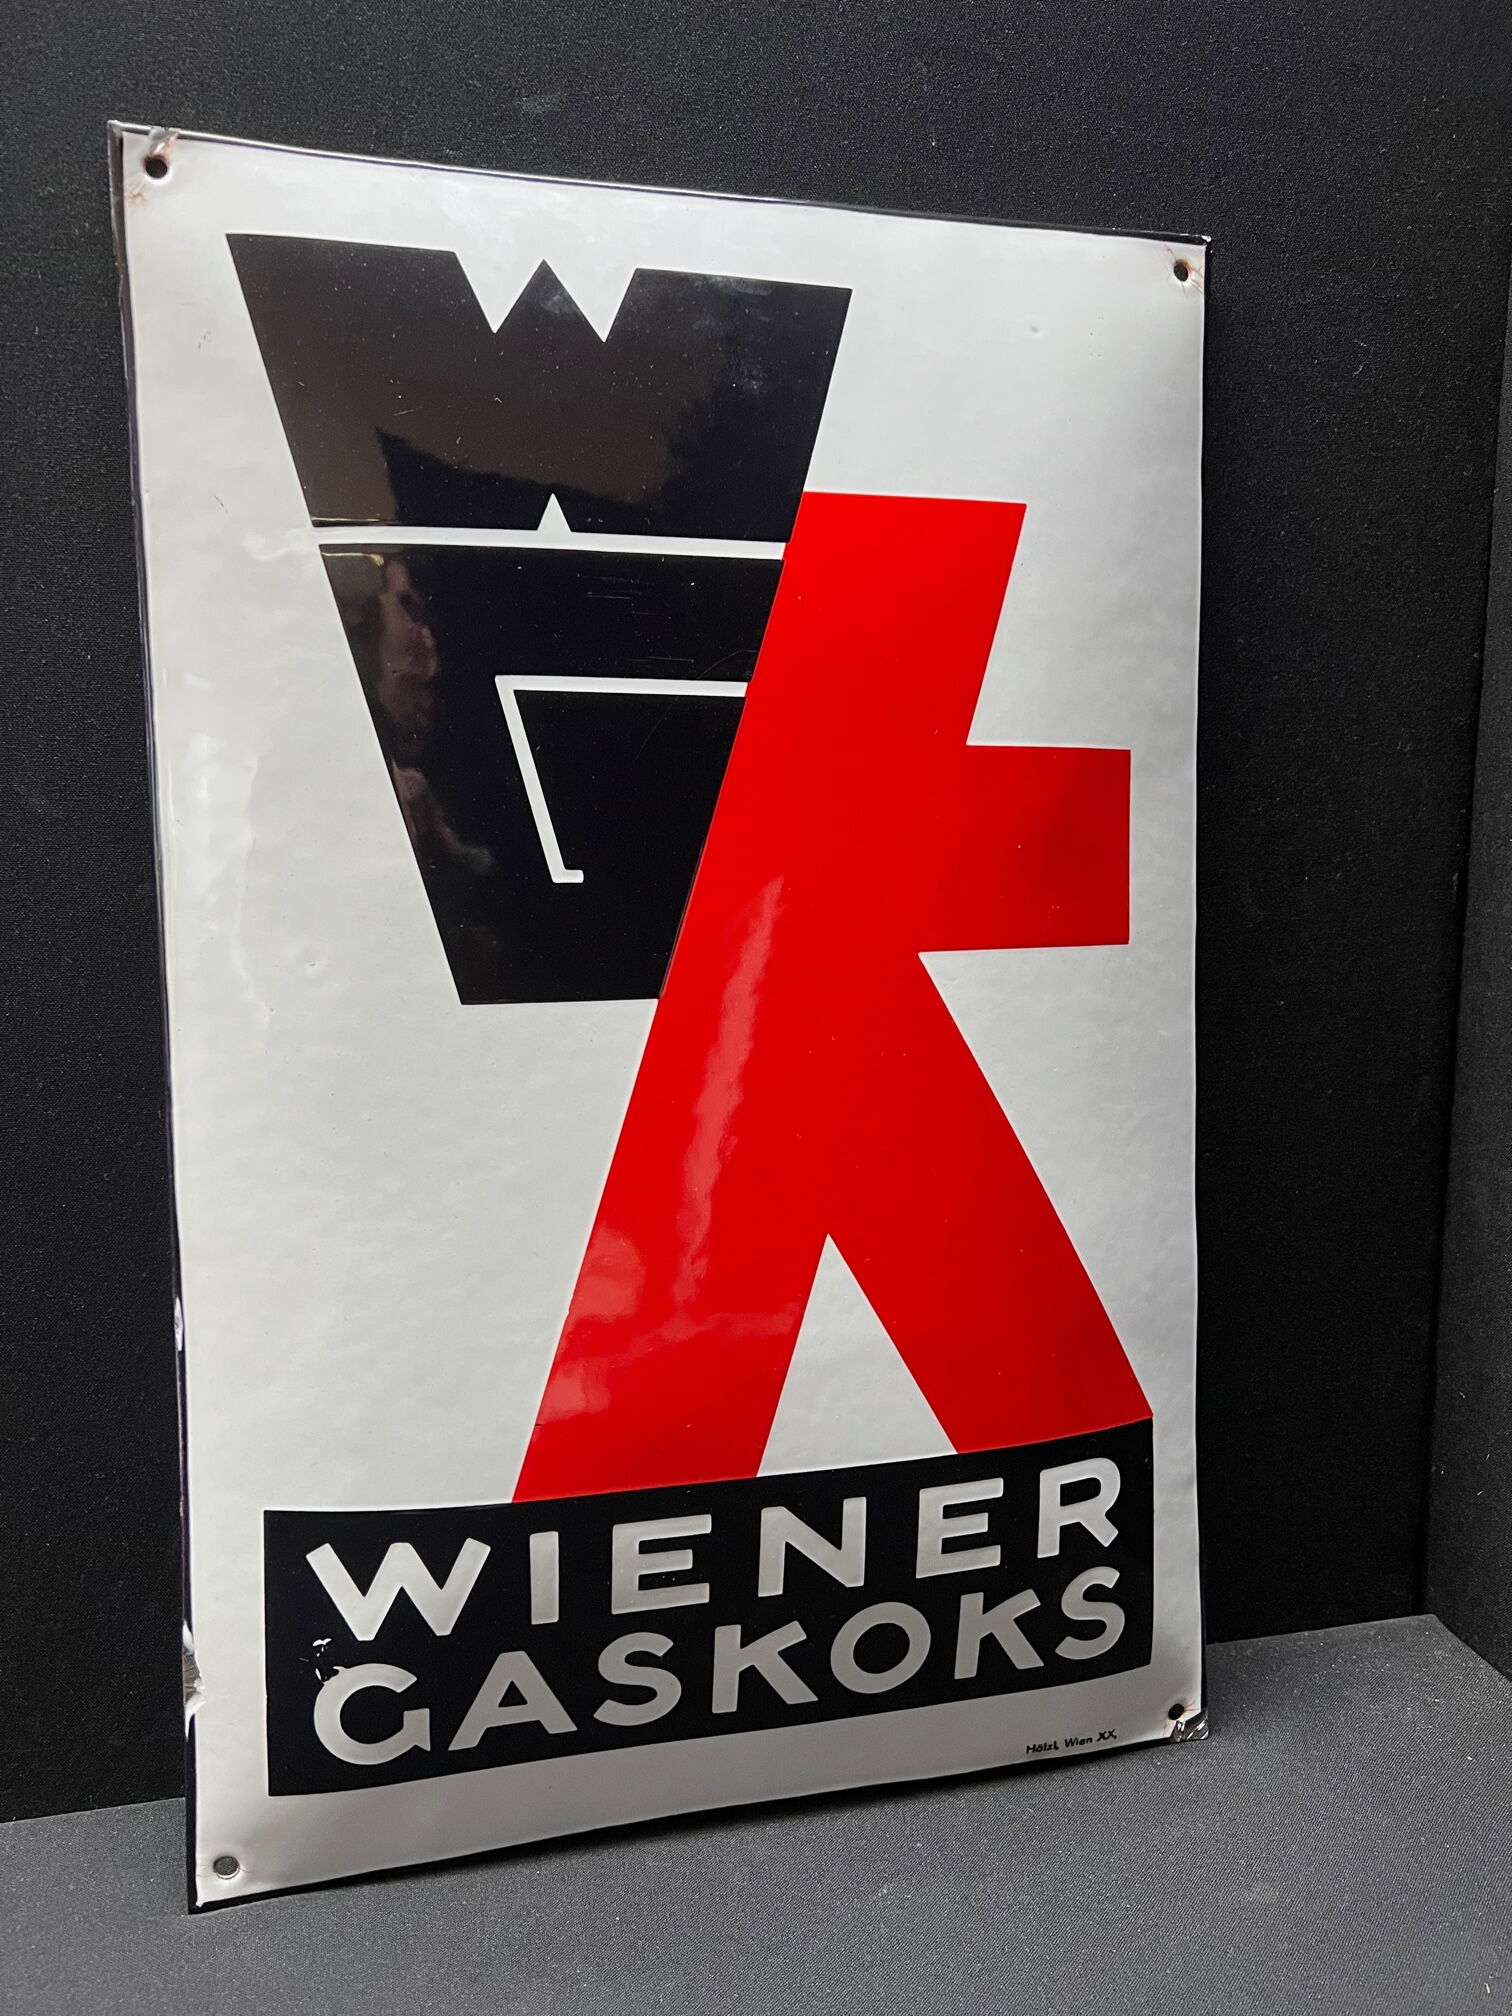 W
G
K
WIENER
GASKOKS
Hölzl, Wien XX,